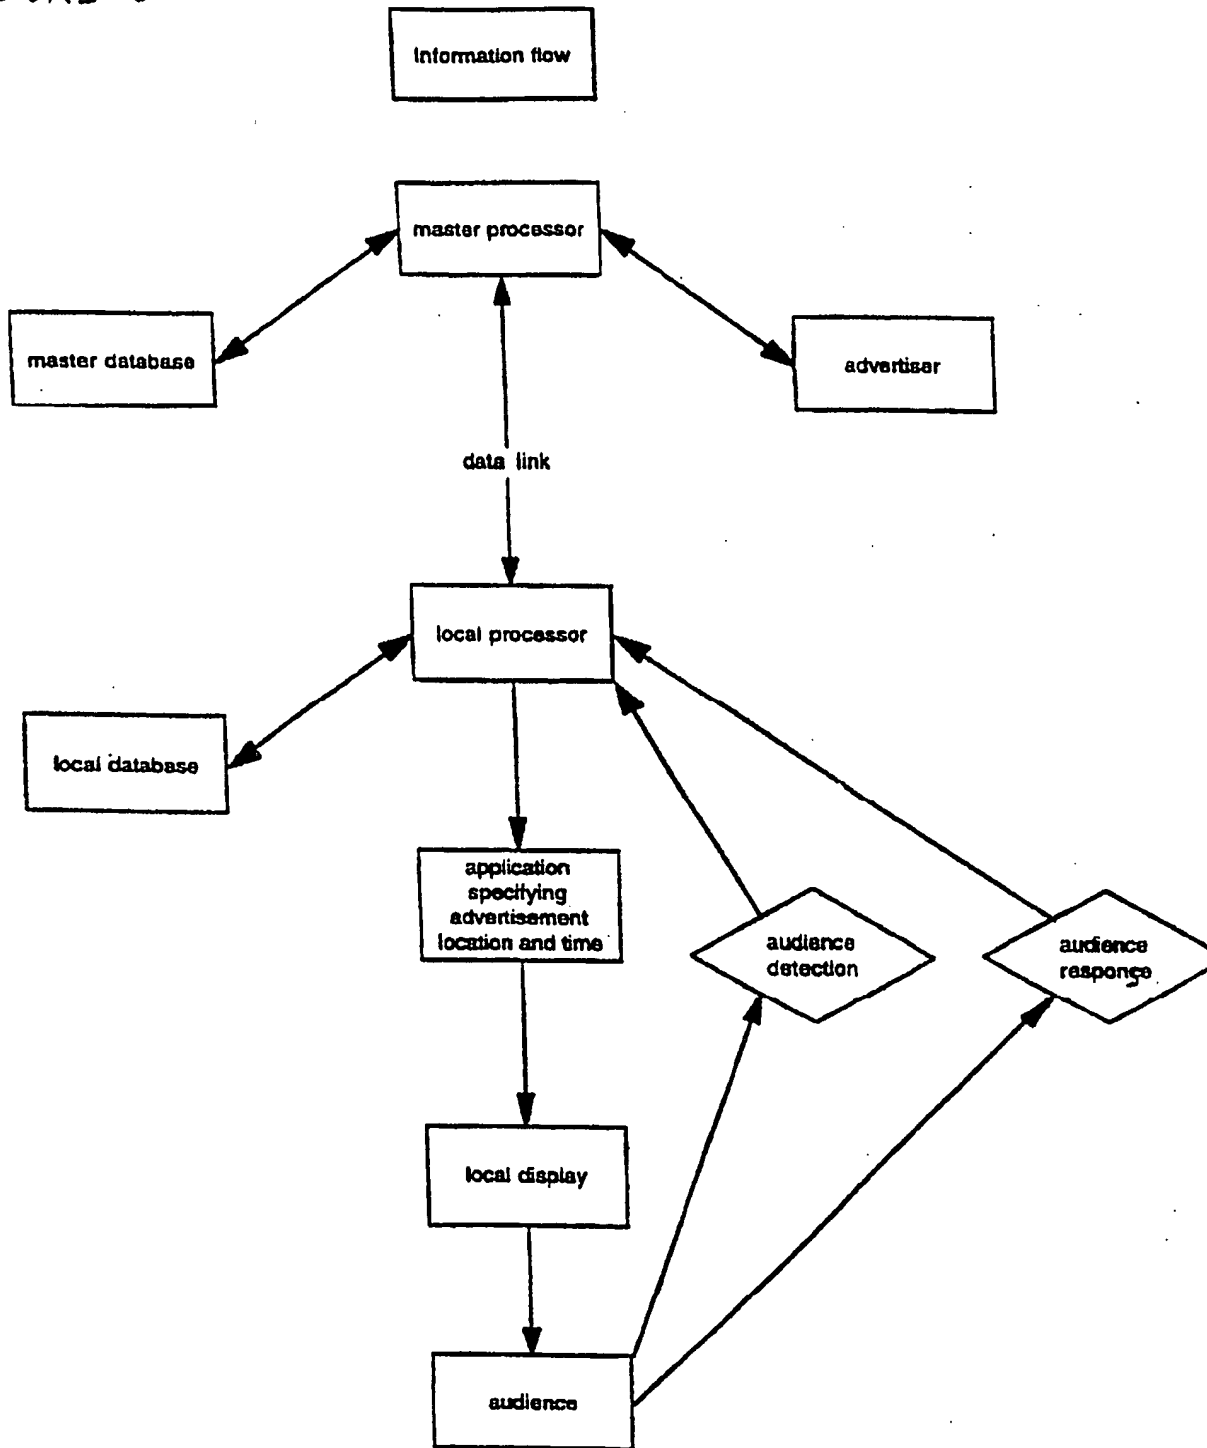 information flow
master processor
master database
advertiser
data link
local processor
local database
application
specifying
advertisement
location and time
audience
detection
audience
response
local display
audience